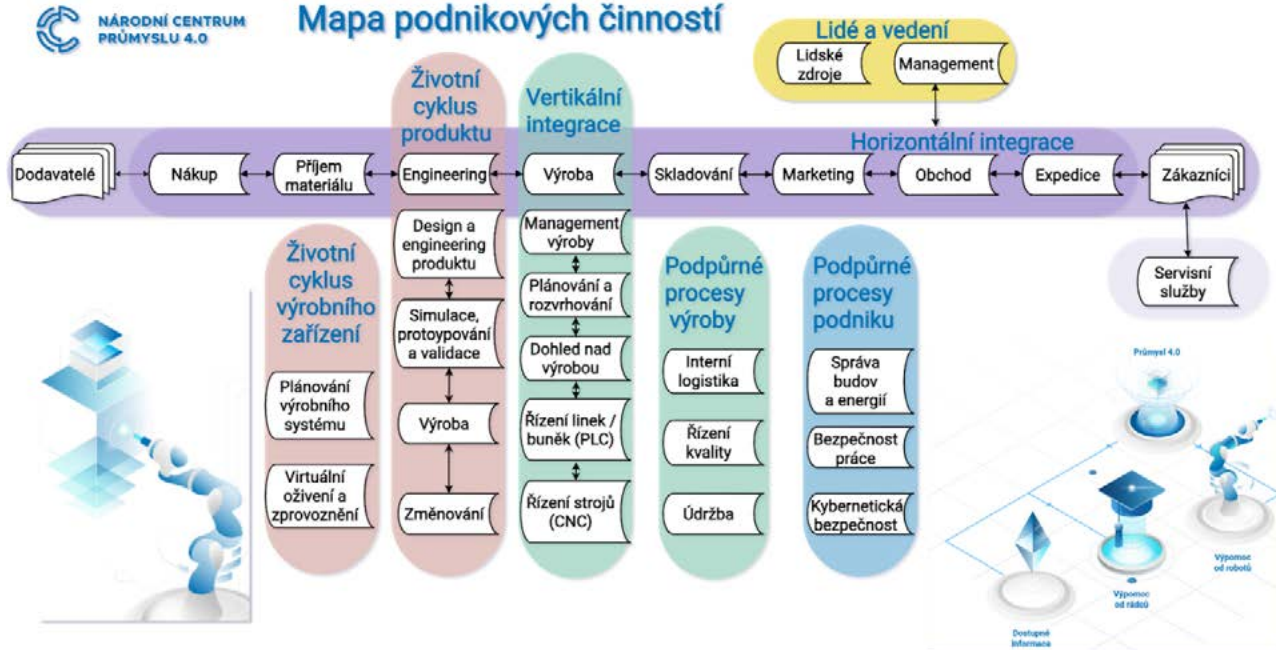 NÁRODNÍ CENTRUM
PRŮMYSLU 4.0
Mapa podnikových činností
Lidé a vedení
Lidské
zdroje
Management
Životní
cyklus
produktu
Vertikální
integrace
Horizontální integrace
Dodavatelé
Nákup
Příjem
materiálu
Engineering
Výroba
Skladování
Marketing
Obchod
Expedice
Zákazníci
Servisní
služby
Životní
cyklus
výrobního
zařízení
Plánování
výrobního
systému
Virtuální
oživení a
zprovoznění
Design a
engineering
produktu
Simulace,
protoypování
a validace
Výroba
Změnování
Management
výroby
Plánování a
rozvrhování
Dohled nad
výrobou
Řízení linek /
buněk (PLC)
Řízení strojů
(CNC)
Podpůrné
procesy
výroby
Interní
logistika
Řízení
kvality
Údržba
Podpůrné
procesy
podniku
Správa
budov
a energií
Bezpečnost
práce
Kybernetická
bezpečnost
Průmysl 4.0
Výpomoc
od robotů
Výpomoc
od rádců
Dostupné
informace